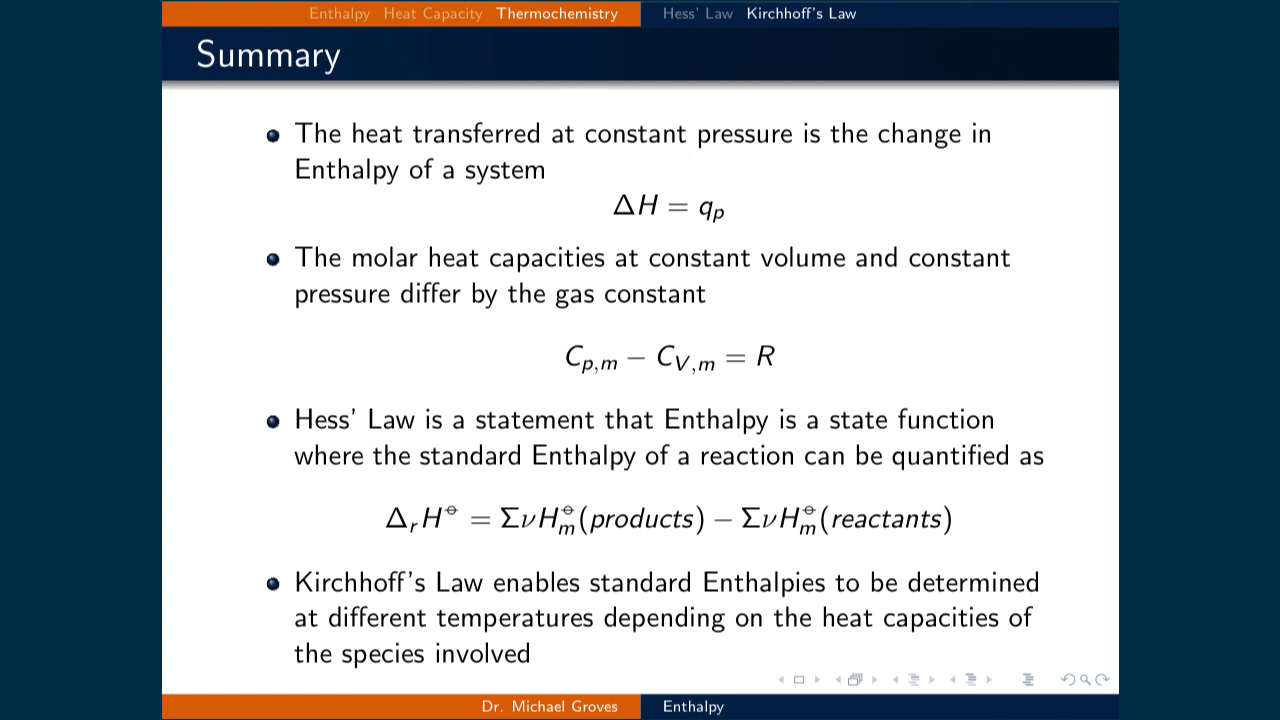 Enthalpy Heat Capacity Thermochemistry Hess' Law Kirchhoff's Law
Summary
The heat transferred at constant pressure is the change in
Enthalpy of a system
ΔH = q_p
The molar heat capacities at constant volume and constant
pressure differ by the gas constant
C_{p,m} − C_{V,m} = R
Hess' Law is a statement that Enthalpy is a state function
where the standard Enthalpy of a reaction can be quantified as
Δ_rH^⦵ = ΣνH_m^⦵(products) − ΣνH_m^⦵(reactants)
Kirchhoff's Law enables standard Enthalpies to be determined
at different temperatures depending on the heat capacities of
the species involved
Dr. Michael Groves Enthalpy